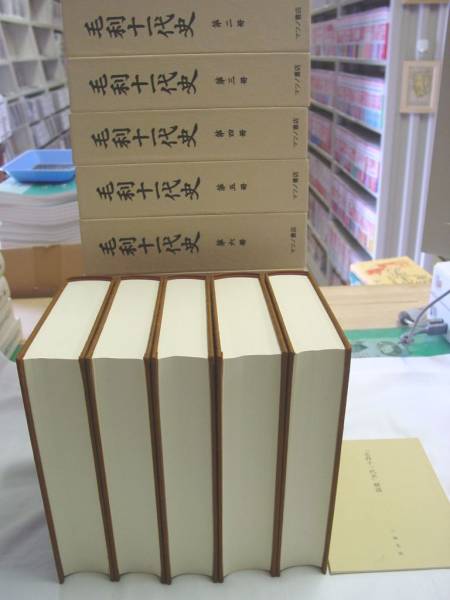 毛利十一代史 第二冊 マツノ書店
毛利十一代史 第三冊 マツノ書店
毛利十一代史 第四冊 マツノ書店
毛利十一代史 第五冊 マツノ書店
毛利十一代史 第六冊 マツノ書店